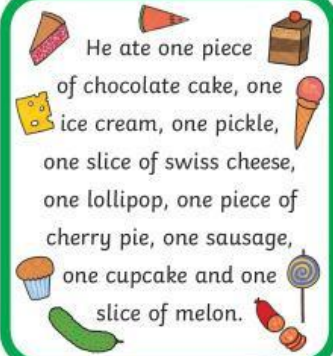 He ate one piece
of chocolate cake, one
ice cream, one pickle,
one slice of swiss cheese,
one lollipop, one piece of
cherry pie, one sausage,
one cupcake and one
slice of melon.